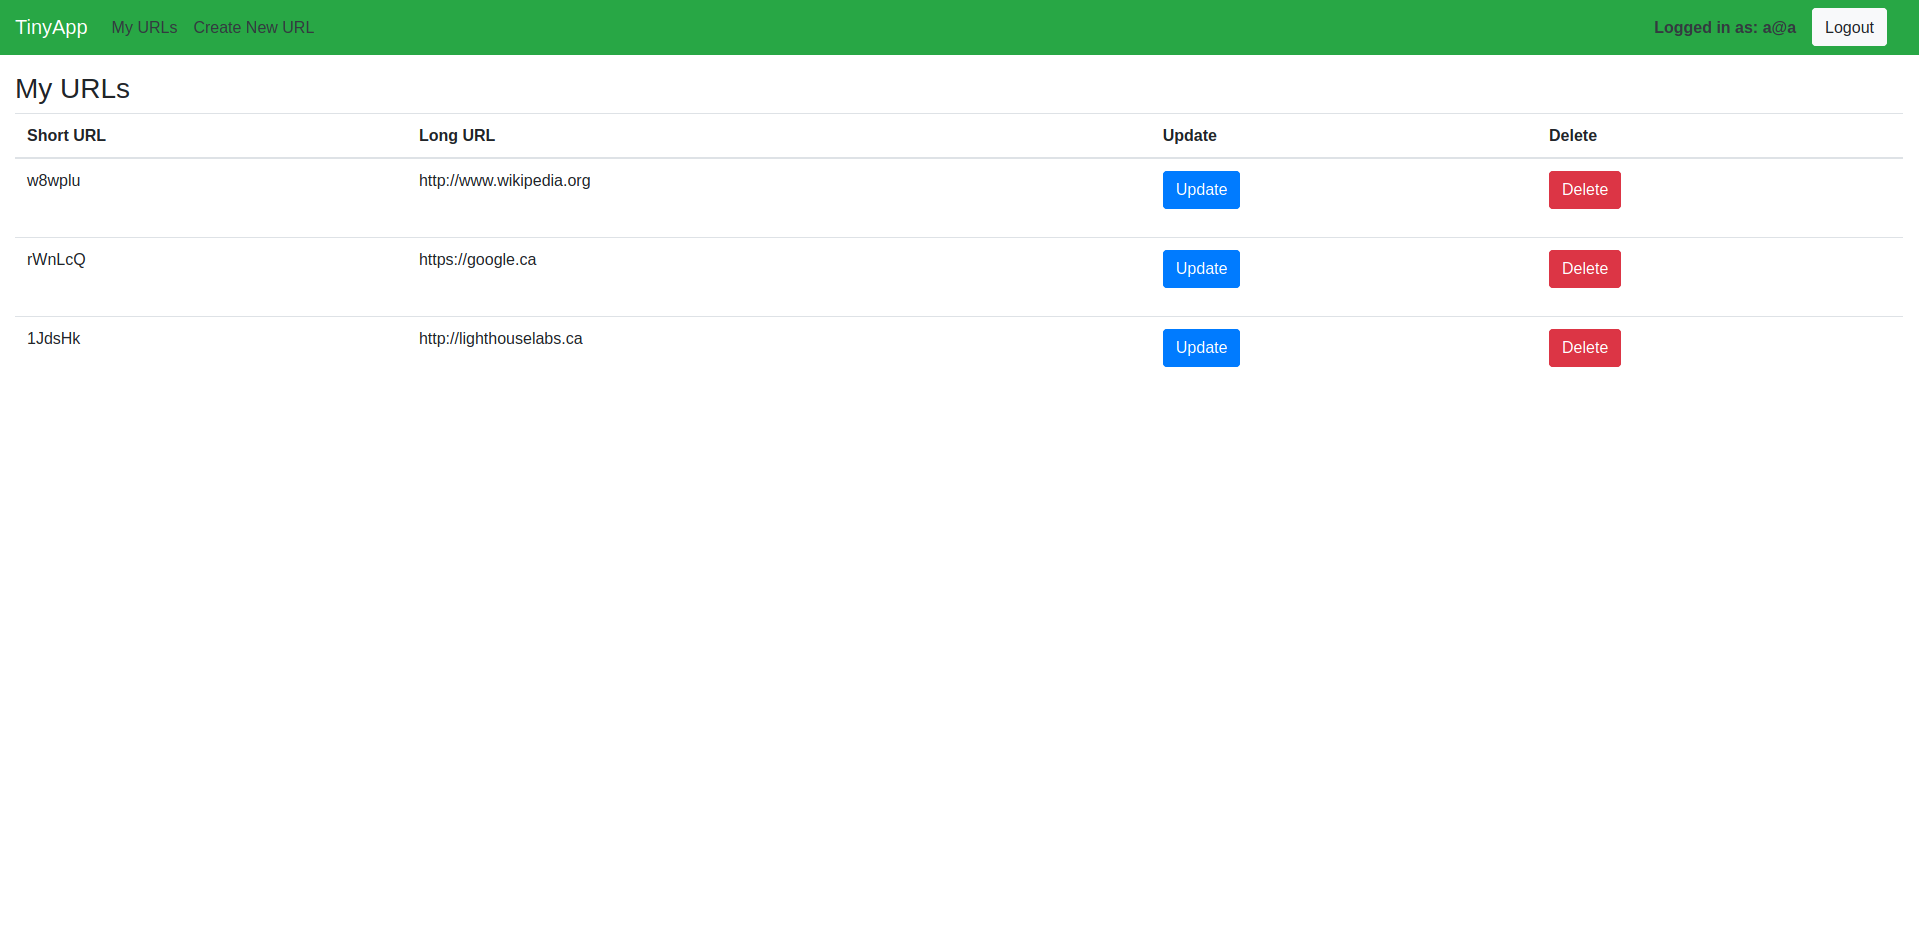 TinyApp My URLs Create New URL Logged in as: a@a Logout
My URLs
Short URL Long URL Update Delete
w8wplu http://www.wikipedia.org Update Delete
rWnLcQ https://google.ca Update Delete
1JdsHk http://lighthouselabs.ca Update Delete